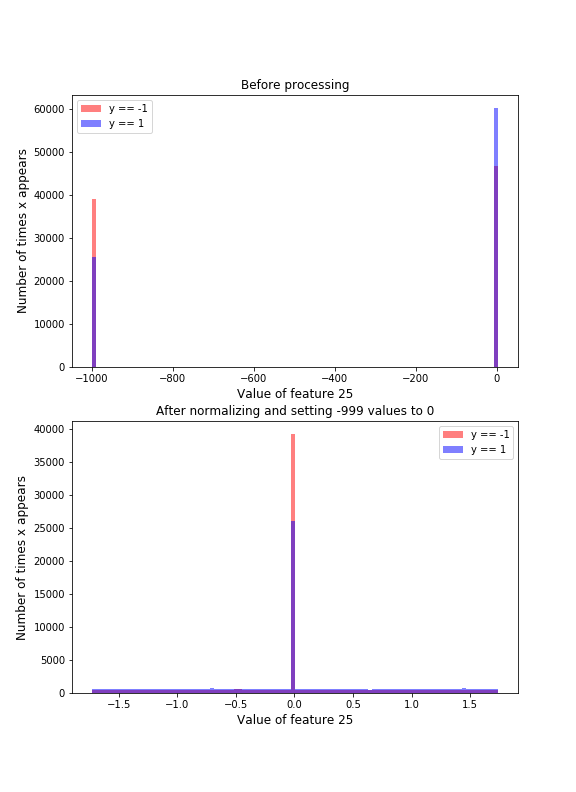 Before processing
y == -1
y == 1
60000
50000
40000
30000
20000
10000
0
Number of times x appears
−1000 −800 −600 −400 −200 0
Value of feature 25
After normalizing and setting -999 values to 0
y == -1
y == 1
40000
35000
30000
25000
20000
15000
10000
5000
0
Number of times x appears
−1.5 −1.0 −0.5 0.0 0.5 1.0 1.5
Value of feature 25